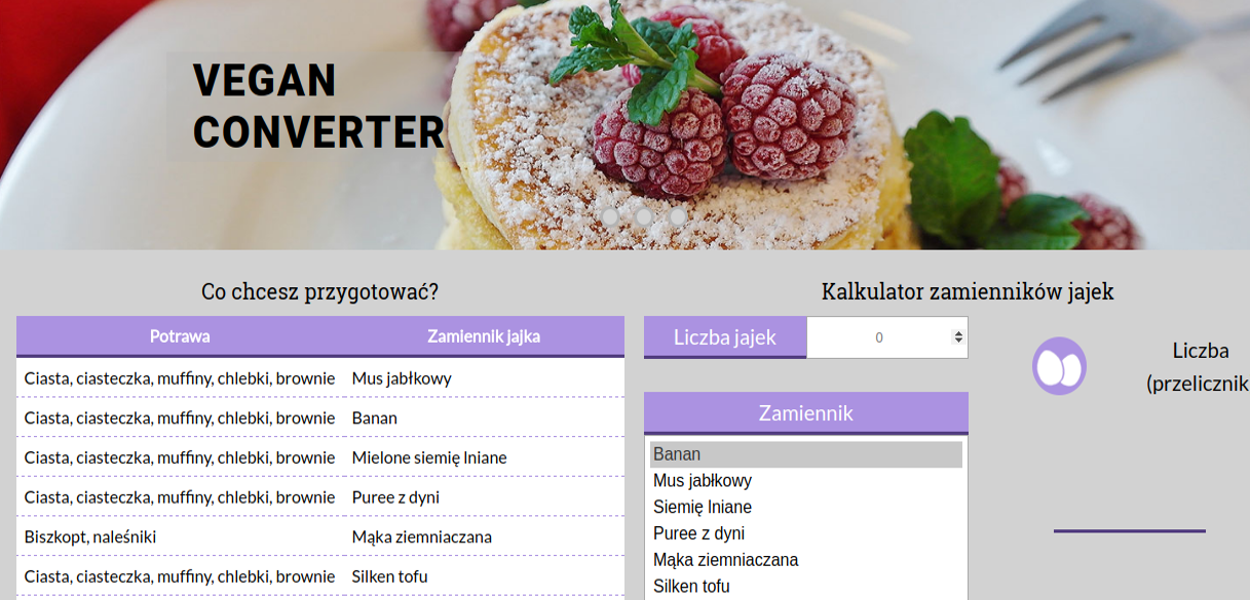 VEGAN
CONVERTER
Co chcesz przygotować?
Potrawa Zamiennik jajka
Ciasta, ciasteczka, muffiny, chlebki, brownie Mus jabłkowy
Ciasta, ciasteczka, muffiny, chlebki, brownie Banan
Ciasta, ciasteczka, muffiny, chlebki, brownie Mielone siemię lniane
Ciasta, ciasteczka, muffiny, chlebki, brownie Puree z dyni
Biszkopt, naleśniki Mąka ziemniaczana
Ciasta, ciasteczka, muffiny, chlebki, brownie Silken tofu
Kalkulator zamienników jajek
Liczba jajek 0
Zamiennik
Banan
Mus jabłkowy
Siemię lniane
Puree z dyni
Mąka ziemniaczana
Silken tofu
Liczba
(przelicznik